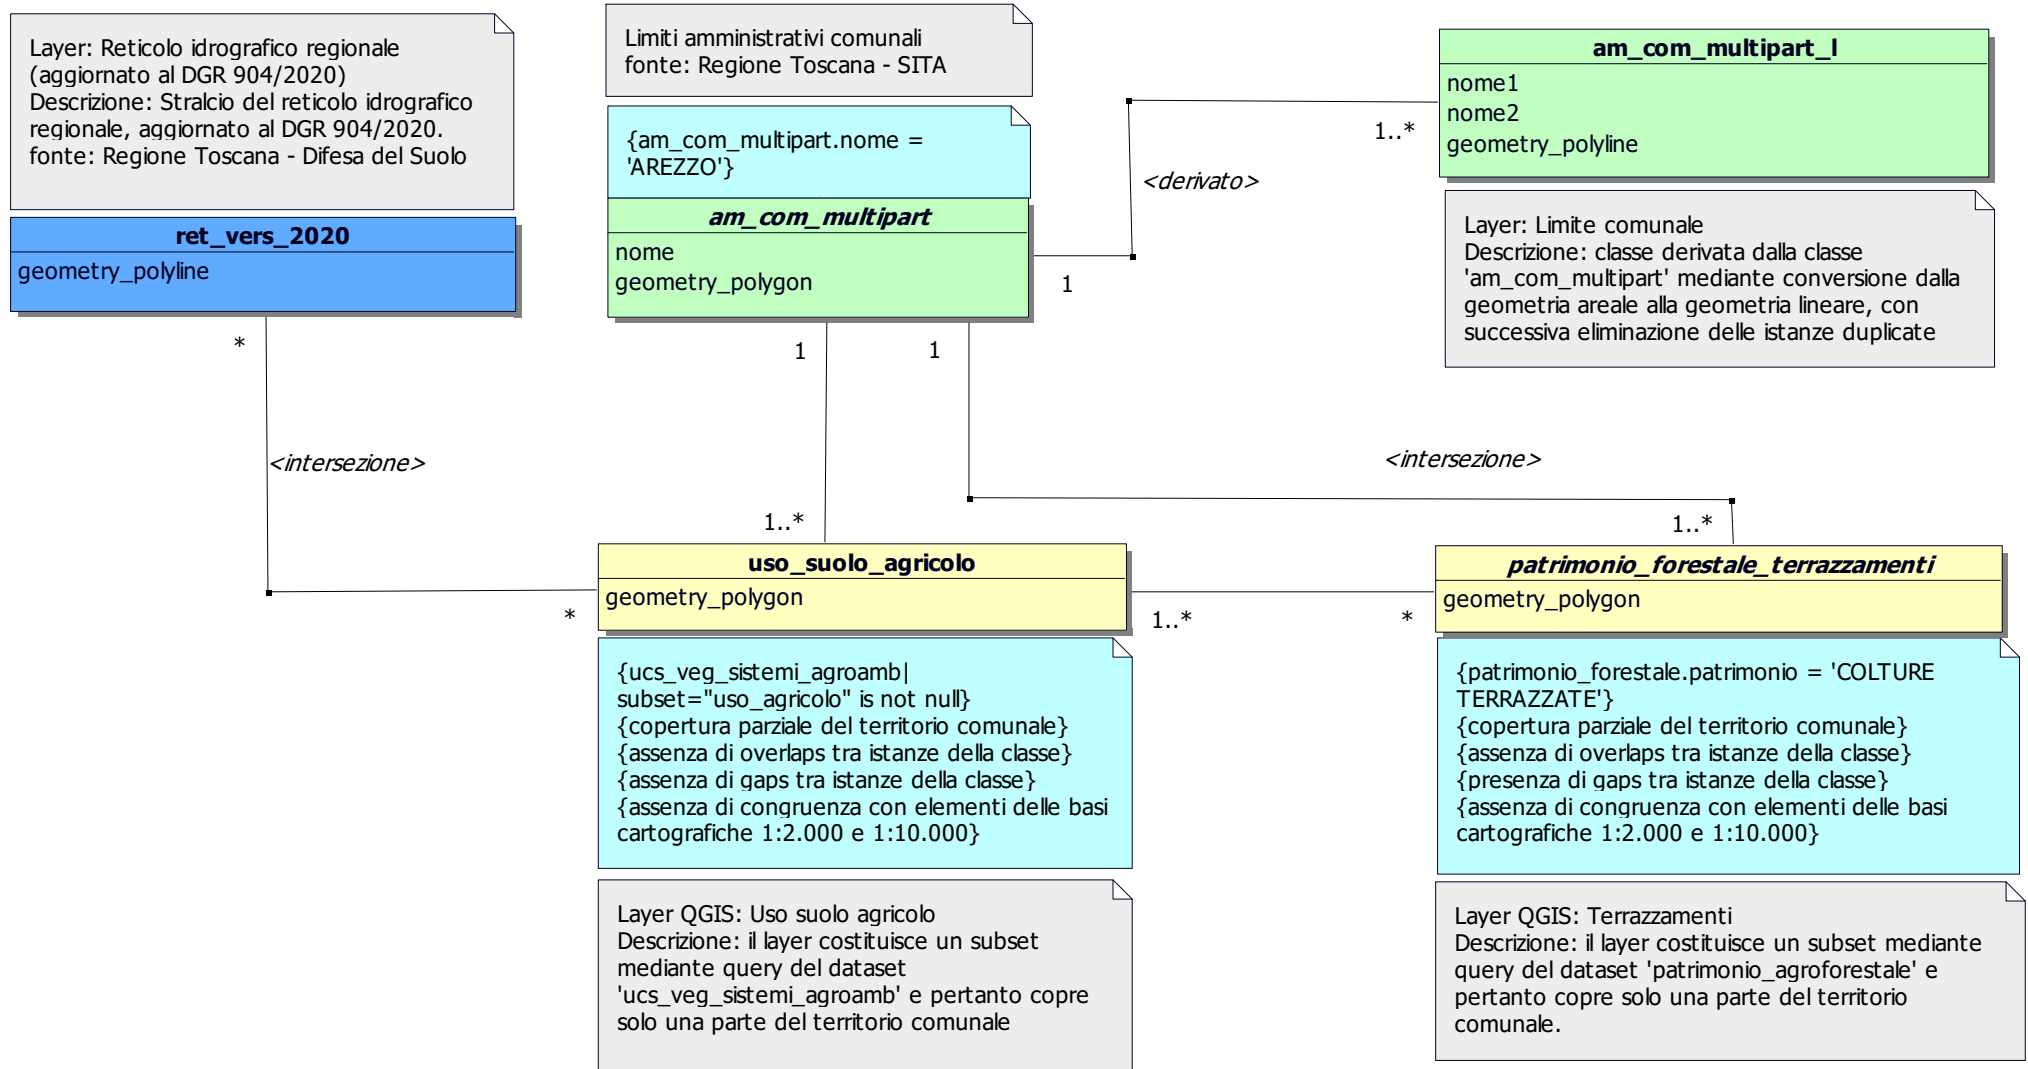 Layer: Reticolo idrografico regionale
(aggiornato al DGR 904/2020)
Descrizione: Stralcio del reticolo idrografico
regionale, aggiornato al DGR 904/2020.
fonte: Regione Toscana - Difesa del Suolo
ret_vers_2020
geometry_polyline
Limiti amministrativi comunali
fonte: Regione Toscana - SITA
{am_com_multipart.nome =
'AREZZO'}
am_com_multipart
nome
geometry_polygon
am_com_multipart_l
nome1
nome2
geometry_polyline
1..*
<derivato>
1
Layer: Limite comunale
Descrizione: classe derivata dalla classe
'am_com_multipart' mediante conversione dalla
geometria areale alla geometria lineare, con
successiva eliminazione delle istanze duplicate
*
1
1
<intersezione>
<intersezione>
1..*
1..*
uso_suolo_agricolo
geometry_polygon
*
1..*
*
patrimonio_forestale_terrazzamenti
geometry_polygon
{ucs_veg_sistemi_agroamb|
subset="uso_agricolo" is not null}
{copertura parziale del territorio comunale}
{assenza di overlaps tra istanze della classe}
{assenza di gaps tra istanze della classe}
{assenza di congruenza con elementi delle basi
cartografiche 1:2.000 e 1:10.000}
{patrimonio_forestale.patrimonio = 'COLTURE
TERRAZZATE'}
{copertura parziale del territorio comunale}
{assenza di overlaps tra istanze della classe}
{presenza di gaps tra istanze della classe}
{assenza di congruenza con elementi delle basi
cartografiche 1:2.000 e 1:10.000}
Layer QGIS: Uso suolo agricolo
Descrizione: il layer costituisce un subset
mediante query del dataset
'ucs_veg_sistemi_agroamb' e pertanto copre
solo una parte del territorio comunale
Layer QGIS: Terrazzamenti
Descrizione: il layer costituisce un subset mediante
query del dataset 'patrimonio_agroforestale' e
pertanto copre solo una parte del territorio
comunale.